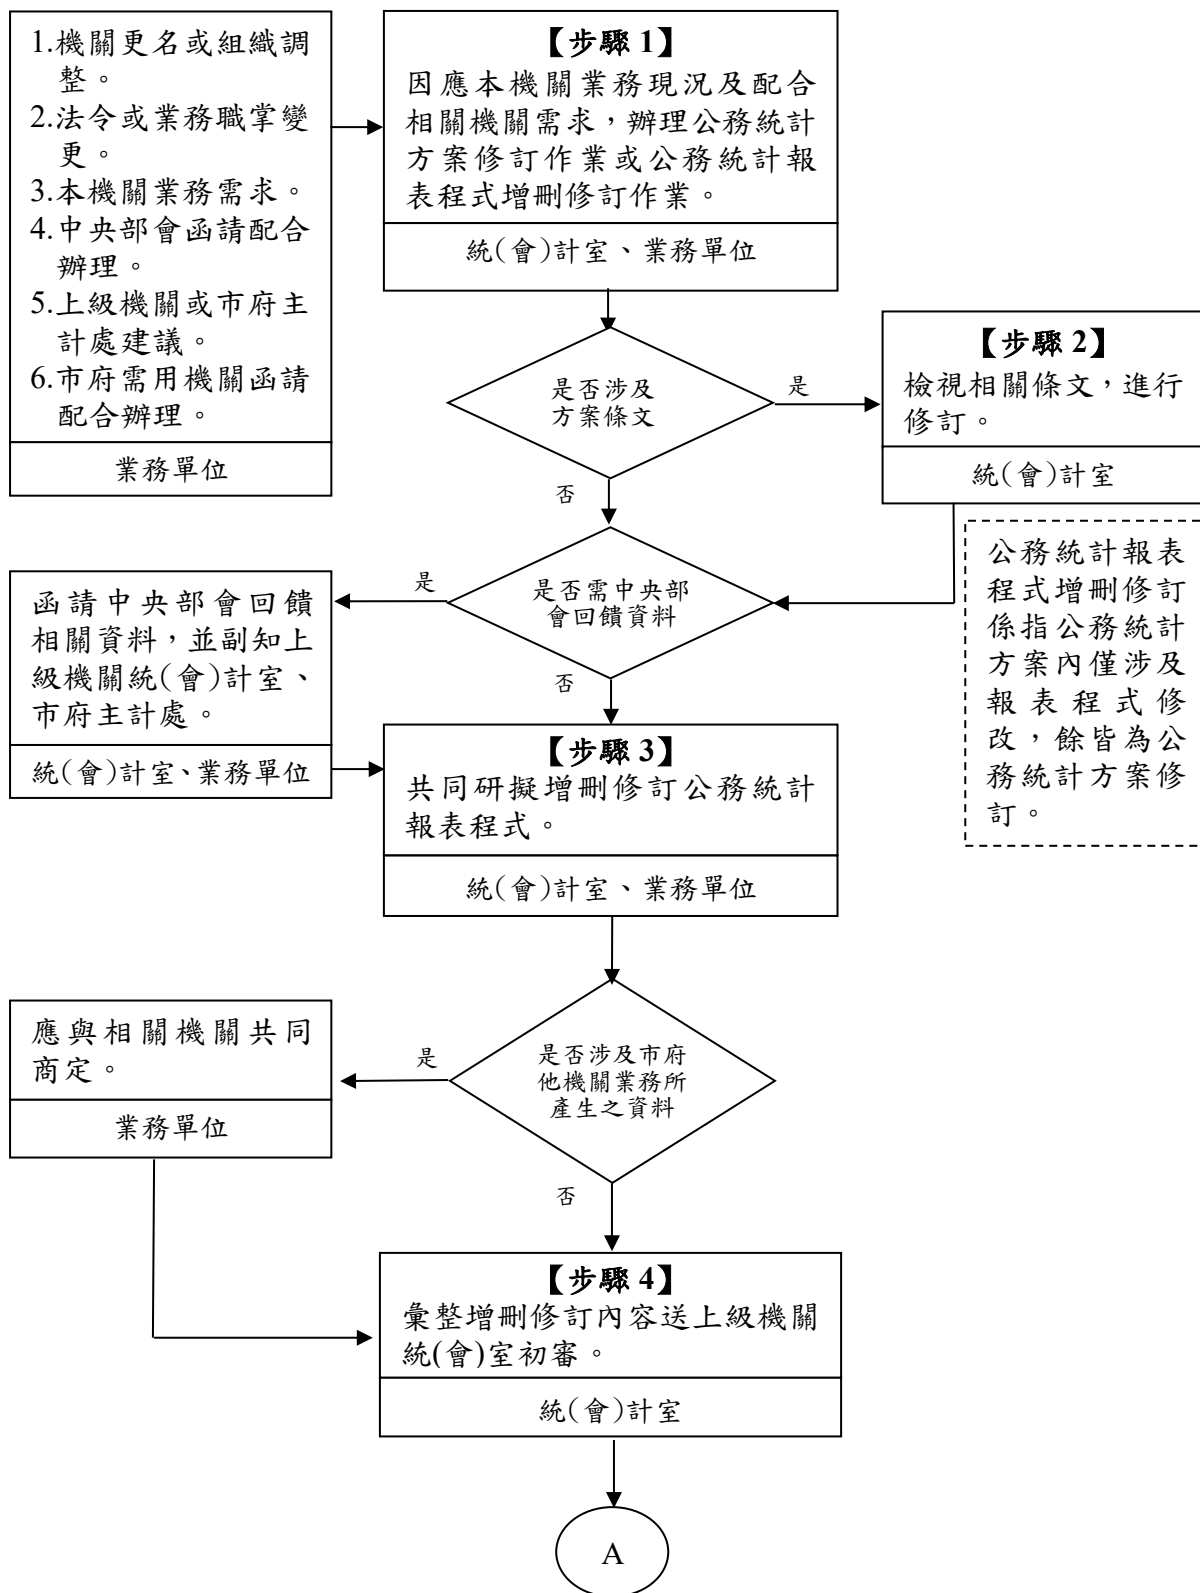 1.機關更名或組織調
整。
2.法令或業務職掌變
更。
3.本機關業務需求。
4.中央部會函請配合
辦理。
5.上級機關或市府主
計處建議。
6.市府需用機關函請
配合辦理。
業務單位
【步驟 1】
因應本機關業務現況及配合
相關機關需求，辦理公務統計
方案修訂作業或公務統計報
表程式增刪修訂作業。
統(會)計室、業務單位
是否涉及
方案條文
是
否
【步驟 2】
檢視相關條文，進行
修訂。
統(會)計室
公務統計報表
程式增刪修訂
係指公務統計
方案內僅涉及
報表程式修
改，餘皆為公
務統計方案修
訂。
是否需中央部
會回饋資料
是
否
函請中央部會回饋
相關資料，並副知上
級機關統(會)計室、
市府主計處。
統(會)計室、業務單位
【步驟 3】
共同研擬增刪修訂公務統計
報表程式。
統(會)計室、業務單位
是否涉及市府
他機關業務所
產生之資料
是
否
應與相關機關共同
商定。
業務單位
【步驟 4】
彙整增刪修訂內容送上級機關
統(會)室初審。
統(會)計室
A